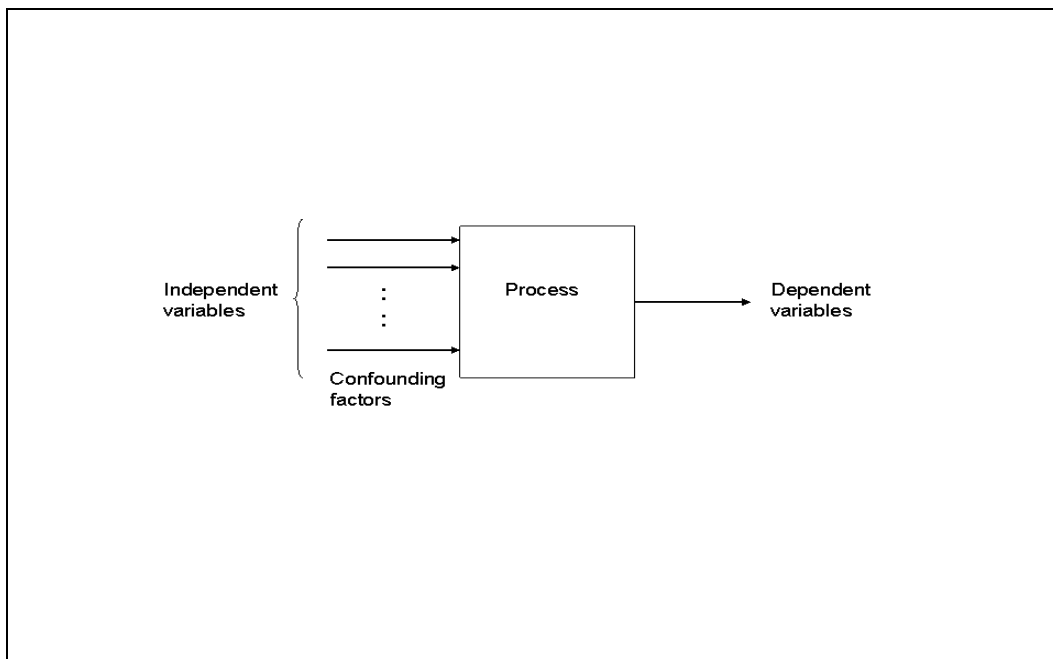 Independent
variables
Process
Dependent
variables
Confounding
factors